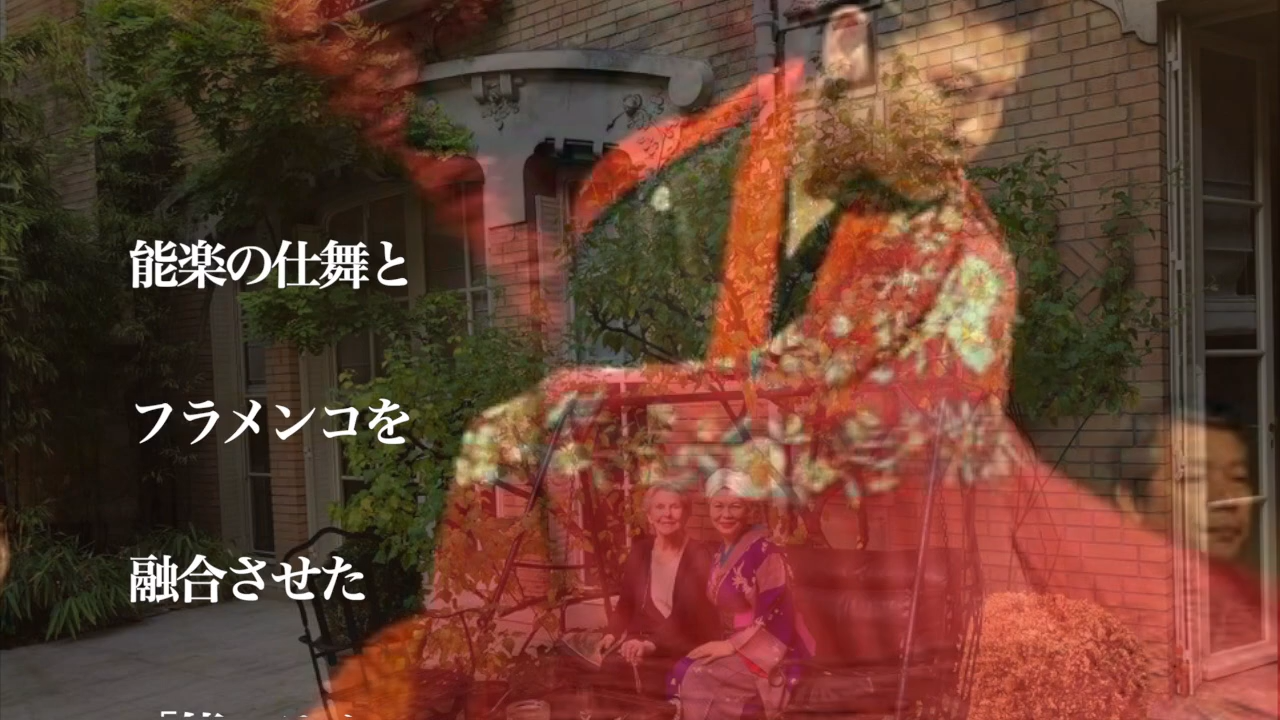 能楽の仕舞と
フラメンコを
融合させた